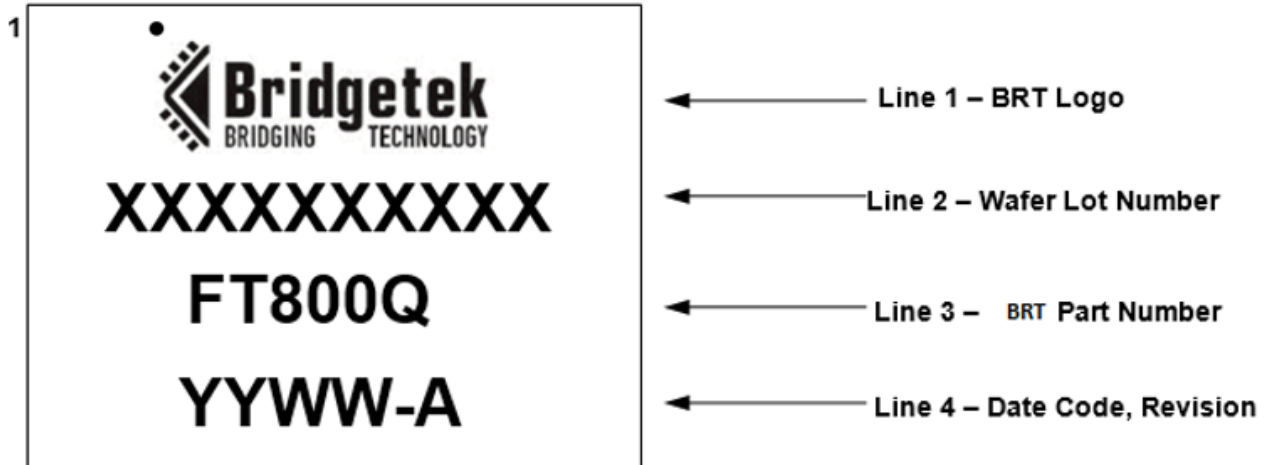 1
Bridgetek
BRIDGING TECHNOLOGY
Line 1 – BRT Logo
XXXXXXXXXX
Line 2 – Wafer Lot Number
FT800Q
Line 3 – BRT Part Number
YYWW-A
Line 4 – Date Code, Revision